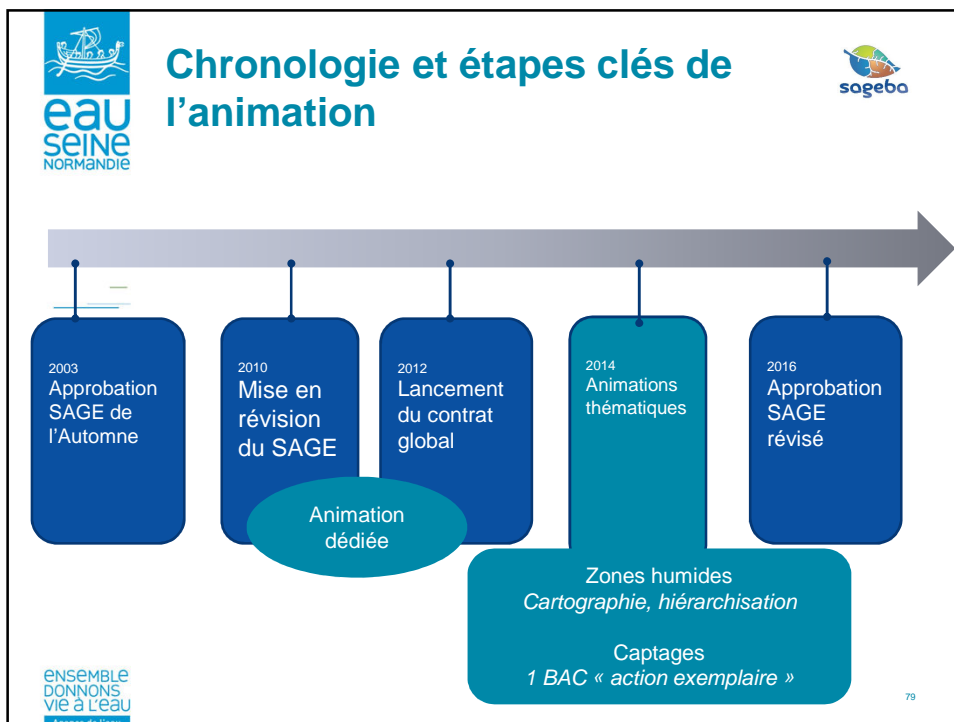 eau
SEINE
NORMANDIE
Chronologie et étapes clés de
l’animation
sageba
2003
Approbation
SAGE de
l’Automne
2010
Mise en
révision
du SAGE
2012
Lancement
du contrat
global
2014
Animations
thématiques
2016
Approbation
SAGE
révisé
Animation
dédiée
Zones humides
Cartographie, hiérarchisation
Captages
1 BAC « action exemplaire »
ENSEMBLE
DONNONS
VIE à L'EAU
79